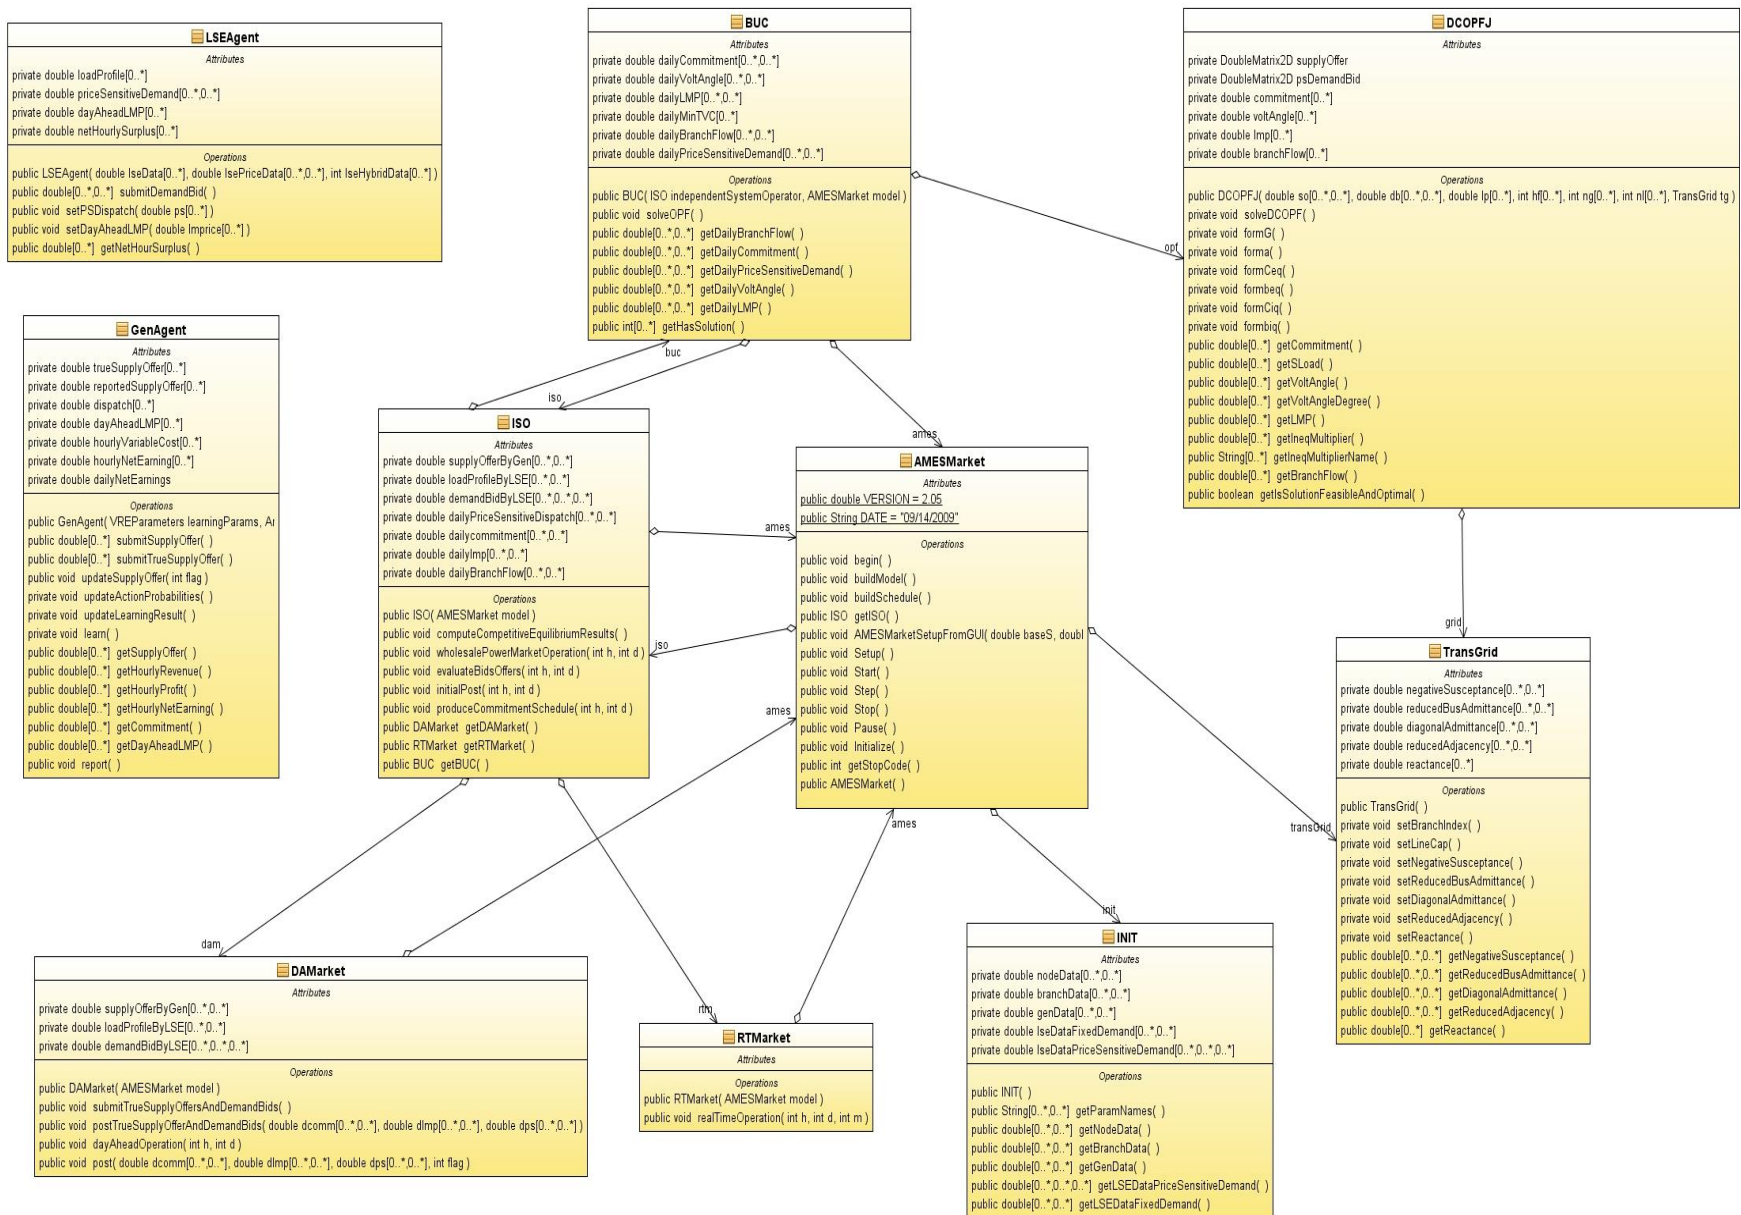 LSEAgent
Attributes
private double loadProfile[0..*]
private double priceSensitiveDemand[0..*,0..*]
private double dayAheadLMP[0..*]
private double netHourlySurplus[0..*]
Operations
public LSEAgent( double lseData[0..*], double lsePriceData[0..*,0..*], int lseHybridData[0..*] )
public double[0..*,0..*] submitDemandBid( )
public void setPSDispatch( double ps[0..*] )
public void setDayAheadLMP( double lmprice[0..*] )
public double[0..*] getNetHourSurplus( )
BUC
Attributes
private double dailyCommitment[0..*,0..*]
private double dailyVoltAngle[0..*,0..*]
private double dailyLMP[0..*,0..*]
private double dailyMinTVC[0..*]
private double dailyBranchFlow[0..*,0..*]
private double dailyPriceSensitiveDemand[0..*,0..*]
Operations
public BUC( ISO independentSystemOperator, AMESMarket model )
public void solveOPF( )
public double[0..*,0..*] getDailyBranchFlow( )
public double[0..*,0..*] getDailyCommitment( )
public double[0..*,0..*] getDailyPriceSensitiveDemand( )
public double[0..*,0..*] getDailyVoltAngle( )
public double[0..*,0..*] getDailyLMP( )
public int[0..*] getHasSolution( )
DCOPFJ
Attributes
private DoubleMatrix2D supplyOffer
private DoubleMatrix2D psDemandBid
private double commitment[0..*]
private double voltAngle[0..*]
private double lmp[0..*]
private double branchFlow[0..*]
Operations
public DCOPFJ( double so[0..*,0..*], double db[0..*,0..*], double lp[0..*], int hf[0..*], int ng[0..*], int nl[0..*], TransGrid tg )
private void solveDCOPF( )
private void formG( )
private void forma( )
private void formCeq( )
private void formbeq( )
private void formCiq( )
private void formbiq( )
public double[0..*] getCommitment( )
public double[0..*] getSLoad( )
public double[0..*] getVoltAngle( )
public double[0..*] getVoltAngleDegree( )
public double[0..*] getLMP( )
public double[0..*] getIneqMultiplier( )
public String[0..*] getIneqMultiplierName( )
public double[0..*] getBranchFlow( )
public boolean getIsSolutionFeasibleAndOptimal( )
opf
GenAgent
Attributes
private double trueSupplyOffer[0..*]
private double reportedSupplyOffer[0..*]
private double dispatch[0..*]
private double dayAheadLMP[0..*]
private double hourlyVariableCost[0..*]
private double hourlyNetEarning[0..*]
private double dailyNetEarnings
Operations
public GenAgent( VREParameters learningParams, Ar
public double[0..*] submitSupplyOffer( )
public double[0..*] submitTrueSupplyOffer( )
public void updateSupplyOffer( int flag )
private void updateActionProbabilities( )
private void updateLearningResult( )
private void learn( )
public double[0..*] getSupplyOffer( )
public double[0..*] getHourlyRevenue( )
public double[0..*] getHourlyProfit( )
public double[0..*] getHourlyNetEarning( )
public double[0..*] getCommitment( )
public double[0..*] getDayAheadLMP( )
public void report( )
buc
iso
ames
ISO
Attributes
private double supplyOfferByGen[0..*,0..*]
private double loadProfileByLSE[0..*,0..*]
private double demandBidByLSE[0..*,0..*,0..*]
private double dailyPriceSensitiveDispatch[0..*,0..*]
private double dailycommitment[0..*,0..*]
private double dailylmp[0..*,0..*]
private double dailyBranchFlow[0..*,0..*]
Operations
public ISO( AMESMarket model )
public void computeCompetitiveEquilibriumResults( )
public void wholesalePowerMarketOperation( int h, int d )
public void evaluateBidsOffers( int h, int d )
public void initialPost( int h, int d )
public void produceCommitmentSchedule( int h, int d )
public DAMarket getDAMarket( )
public RTMarket getRTMarket( )
public BUC getBUC( )
ames
iso
ames
AMESMarket
Attributes
public double VERSION = 2.05
public String DATE = "09/14/2009"
Operations
public void begin( )
public void buildModel( )
public void buildSchedule( )
public ISO getISO( )
public void AMESMarketSetupFromGUI( double baseS, doubl
public void Setup( )
public void Start( )
public void Step( )
public void Stop( )
public void Pause( )
public void Initialize( )
public int getStopCode( )
public AMESMarket( )
ames
grid
transGrid
TransGrid
Attributes
private double negativeSusceptance[0..*,0..*]
private double reducedBusAdmittance[0..*,0..*]
private double diagonalAdmittance[0..*,0..*]
private double reducedAdjacency[0..*,0..*]
private double reactance[0..*]
Operations
public TransGrid( )
private void setBranchIndex( )
private void setLineCap( )
private void setNegativeSusceptance( )
private void setReducedBusAdmittance( )
private void setDiagonalAdmittance( )
private void setReducedAdjacency( )
private void setReactance( )
public double[0..*,0..*] getNegativeSusceptance( )
public double[0..*,0..*] getReducedBusAdmittance( )
public double[0..*,0..*] getDiagonalAdmittance( )
public double[0..*,0..*] getReducedAdjacency( )
public double[0..*] getReactance( )
dam
DAMarket
Attributes
private double supplyOfferByGen[0..*,0..*]
private double loadProfileByLSE[0..*,0..*]
private double demandBidByLSE[0..*,0..*,0..*]
Operations
public DAMarket( AMESMarket model )
public void submitTrueSupplyOffersAndDemandBids( )
public void postTrueSupplyOfferAndDemandBids( double dcomm[0..*,0..*], double dlmp[0..*,0..*], double dps[0..*,0..*] )
public void dayAheadOperation( int h, int d )
public void post( double dcomm[0..*,0..*], double dlmp[0..*,0..*], double dps[0..*,0..*], int flag )
rtm
RTMarket
Attributes
Operations
public RTMarket( AMESMarket model )
public void realTimeOperation( int h, int d, int m )
init
INIT
Attributes
private double nodeData[0..*,0..*]
private double branchData[0..*,0..*]
private double genData[0..*,0..*]
private double lseDataFixedDemand[0..*,0..*]
private double lseDataPriceSensitiveDemand[0..*,0..*,0..*]
Operations
public INIT( )
public String[0..*,0..*] getParamNames( )
public double[0..*,0..*] getNodeData( )
public double[0..*,0..*] getBranchData( )
public double[0..*,0..*] getGenData( )
public double[0..*,0..*,0..*] getLSEDataPriceSensitiveDemand( )
public double[0..*,0..*] getLSEDataFixedDemand( )